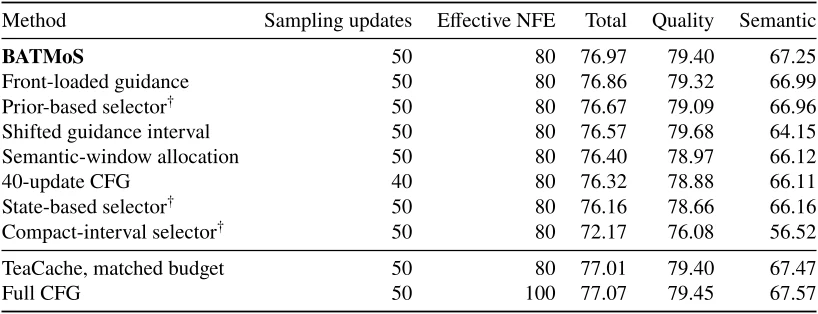 Method Sampling updates Effective NFE Total Quality Semantic
BATMoS 50 80 76.97 79.40 67.25
Front-loaded guidance 50 80 76.86 79.32 66.99
Prior-based selector† 50 80 76.67 79.09 66.96
Shifted guidance interval 50 80 76.57 79.68 64.15
Semantic-window allocation 50 80 76.40 78.97 66.12
40-update CFG 40 80 76.32 78.88 66.11
State-based selector† 50 80 76.16 78.66 66.16
Compact-interval selector† 50 80 72.17 76.08 56.52
TeaCache, matched budget 50 80 77.01 79.40 67.47
Full CFG 50 100 77.07 79.45 67.57